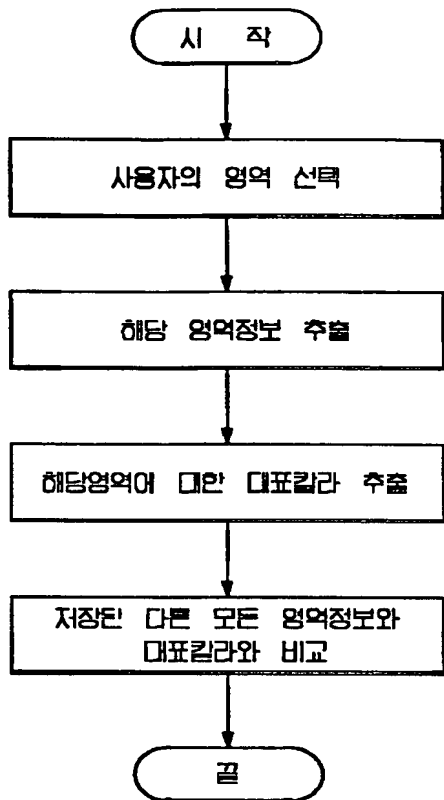 시 작
사용자의 영역 선택
해당 영역정보 추출
해당영역에 대한 대표칼라 추출
저장된 다른 모든 영역정보와
대표칼라와 비교
끝